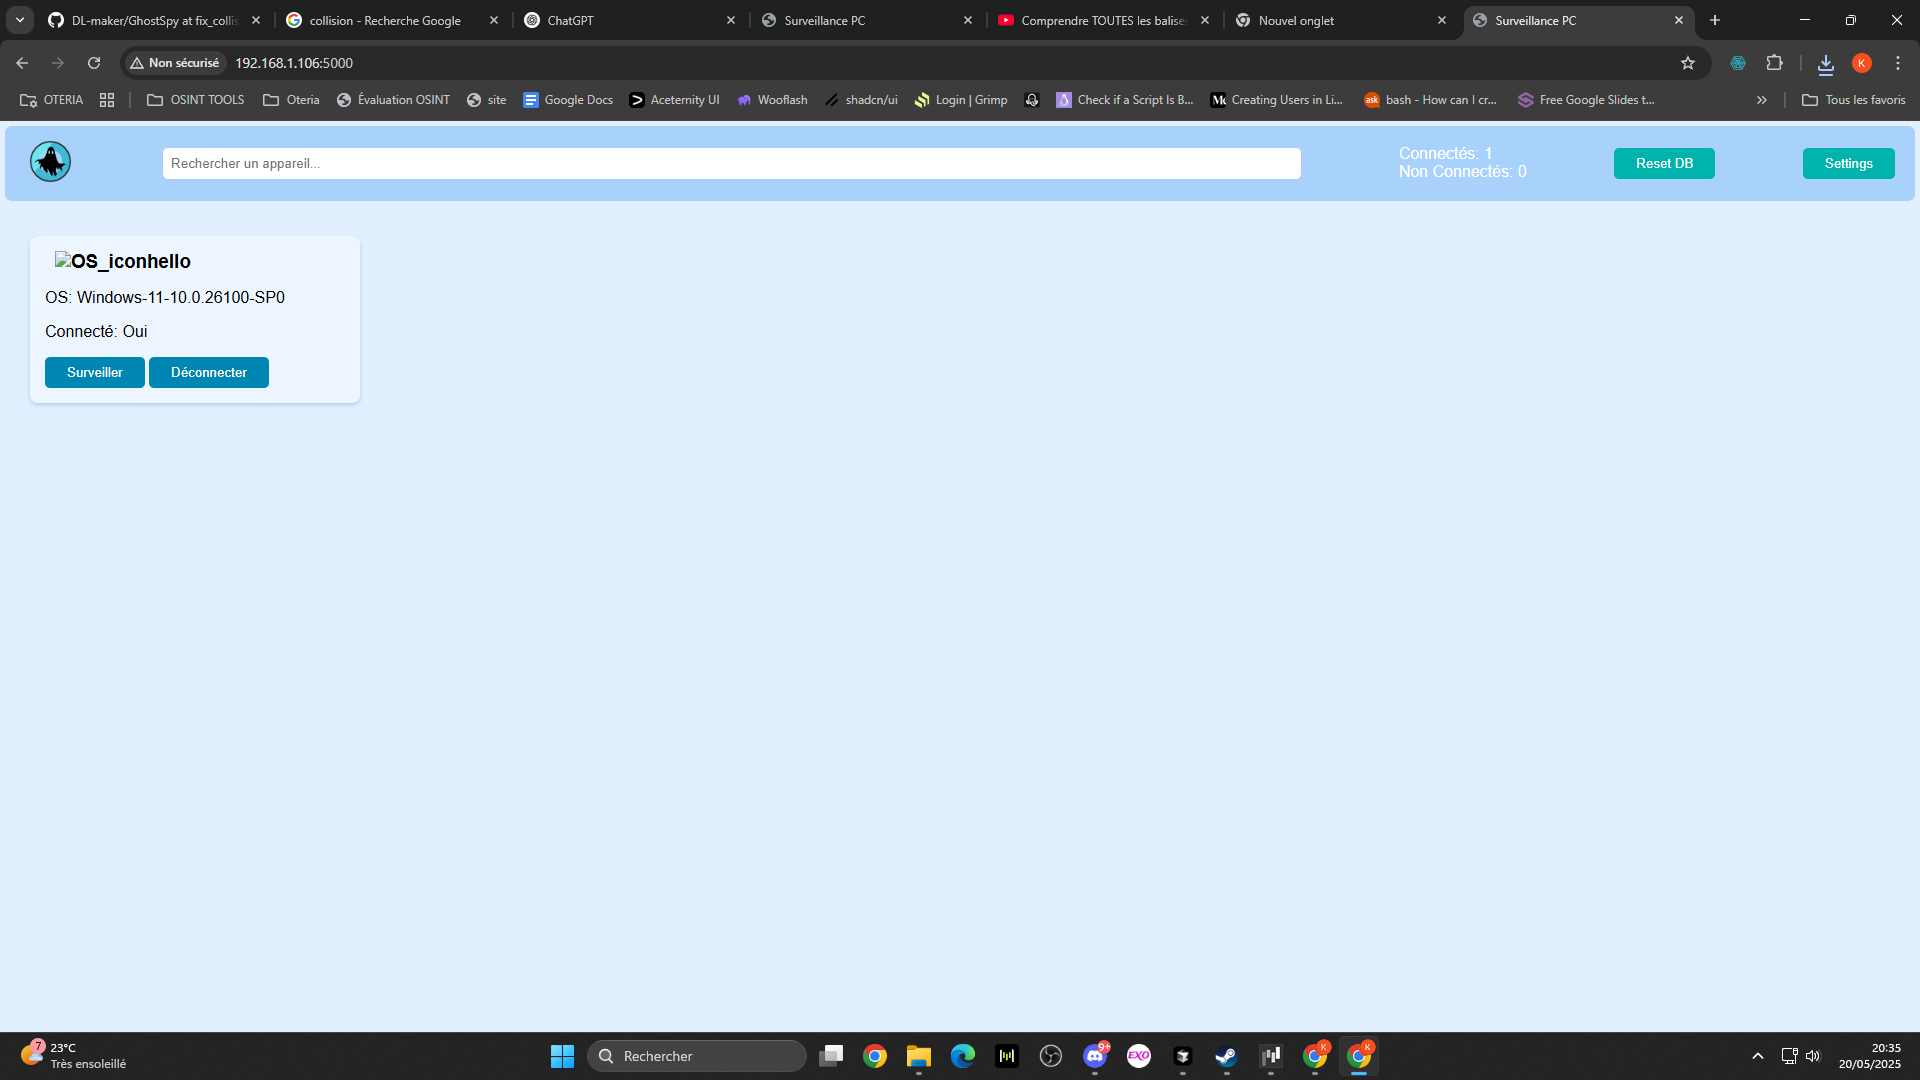 DL-maker/GhostSpy at fix_collis
collision - Recherche Google
ChatGPT
Surveillance PC
Comprendre TOUTES les balises
Nouvel onglet
Surveillance PC
Non sécurisé
192.168.1.106:5000
K
OTERIA
OSINT TOOLS
Oteria
Évaluation OSINT
site
Google Docs
Aceternity UI
Wooflash
shadcn/ui
Login | Grimp
Check if a Script Is B...
Creating Users in Li...
ask
bash - How can I cr...
Free Google Slides t...
»
Tous les favoris
Rechercher un appareil...
Connectés: 1
Non Connectés: 0
Reset DB
Settings
OS_iconhello
OS: Windows-11-10.0.26100-SP0
Connecté: Oui
Surveiller
Déconnecter
7
23°C
Très ensoleillé
Rechercher
9+
EXO
K
K
20:35
20/05/2025